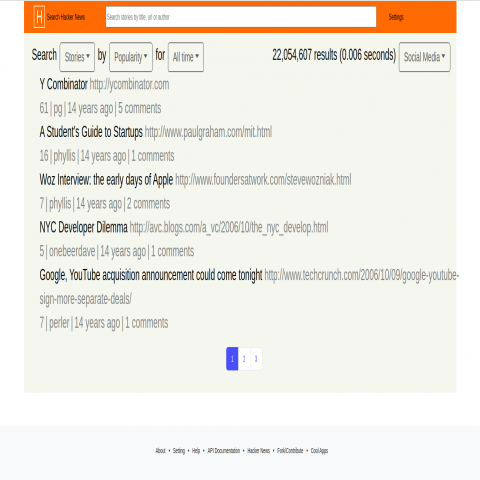 H Search Hacker News Search stories by title, url or author Settings
Search Stories by Popularity for All time 22,054,607 results (0.006 seconds) Social Media
Y Combinator http://ycombinator.com
61 | pg | 14 years ago | 5 comments
A Student's Guide to Startups http://www.paulgraham.com/mit.html
16 | phyllis | 14 years ago | 1 comments
Woz Interview: the early days of Apple http://www.foundersatwork.com/stevewozniak.html
7 | phyllis | 14 years ago | 2 comments
NYC Developer Dilemma http://avc.blogs.com/a_vc/2006/10/the_nyc_develop.html
5 | onebeerdave | 14 years ago | 1 comments
Google, YouTube acquisition announcement could come tonight http://www.techcrunch.com/2006/10/09/google-youtube-
sign-more-separate-deals/
7 | perler | 14 years ago | 1 comments
1 2 3
About • Setting • Help • API Documentation • Hacker News • Fork/Contribute • Cool Apps